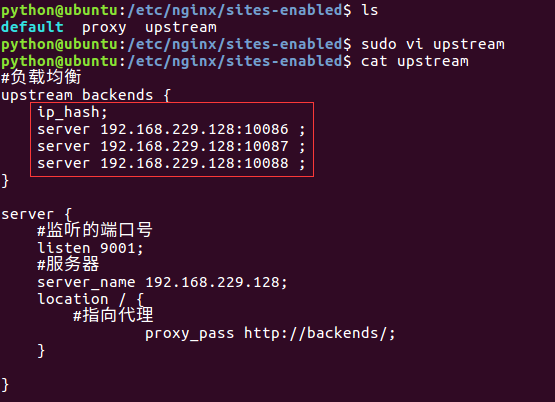 python@ubuntu:/etc/nginx/sites-enabled$ ls
default  proxy  upstream
python@ubuntu:/etc/nginx/sites-enabled$ sudo vi upstream
python@ubuntu:/etc/nginx/sites-enabled$ cat upstream
#负载均衡
upstream backends {
    ip_hash;
    server 192.168.229.128:10086 ;
    server 192.168.229.128:10087 ;
    server 192.168.229.128:10088 ;
}
server {
    #监听的端口号
    listen 9001;
    #服务器
    server_name 192.168.229.128;
    location / {
        #指向代理
                proxy_pass http://backends/;
    }
}